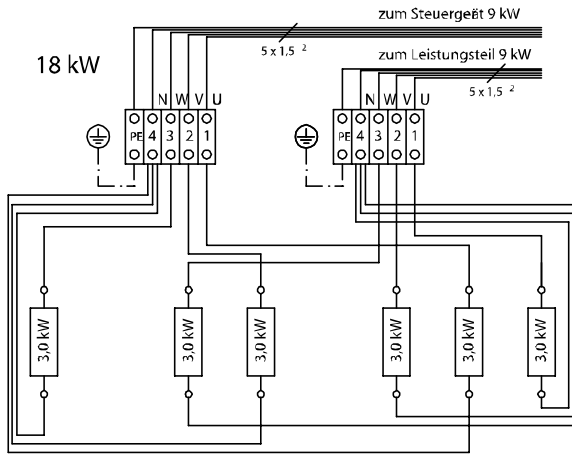 zum Steuergerät 9 kW
5 x 1,5 2
18 kW
zum Leistungsteil 9 kW
5 x 1,5 2
N W V U
N W V U
PE 4 3 2 1
PE 4 3 2 1
3,0 kW
3,0 kW
3,0 kW
3,0 kW
3,0 kW
3,0 kW